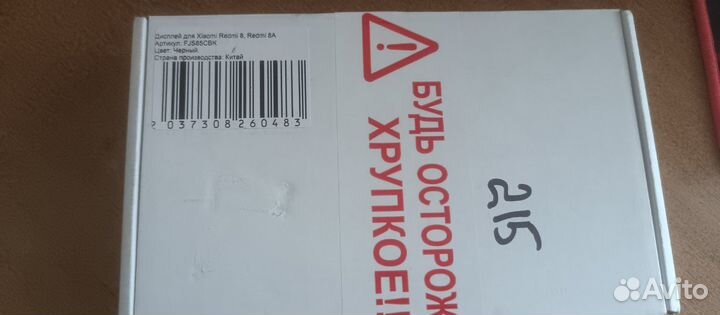 Дисплей для Xiaomi Redmi 8, Redmi 8A
Артикул: FJS85CBK
Цвет: Черный
Страна производства: Китай
2 037308 260483
БУДЬ ОСТОРОЖ
ХРУПКОЕ!!
215
Avito